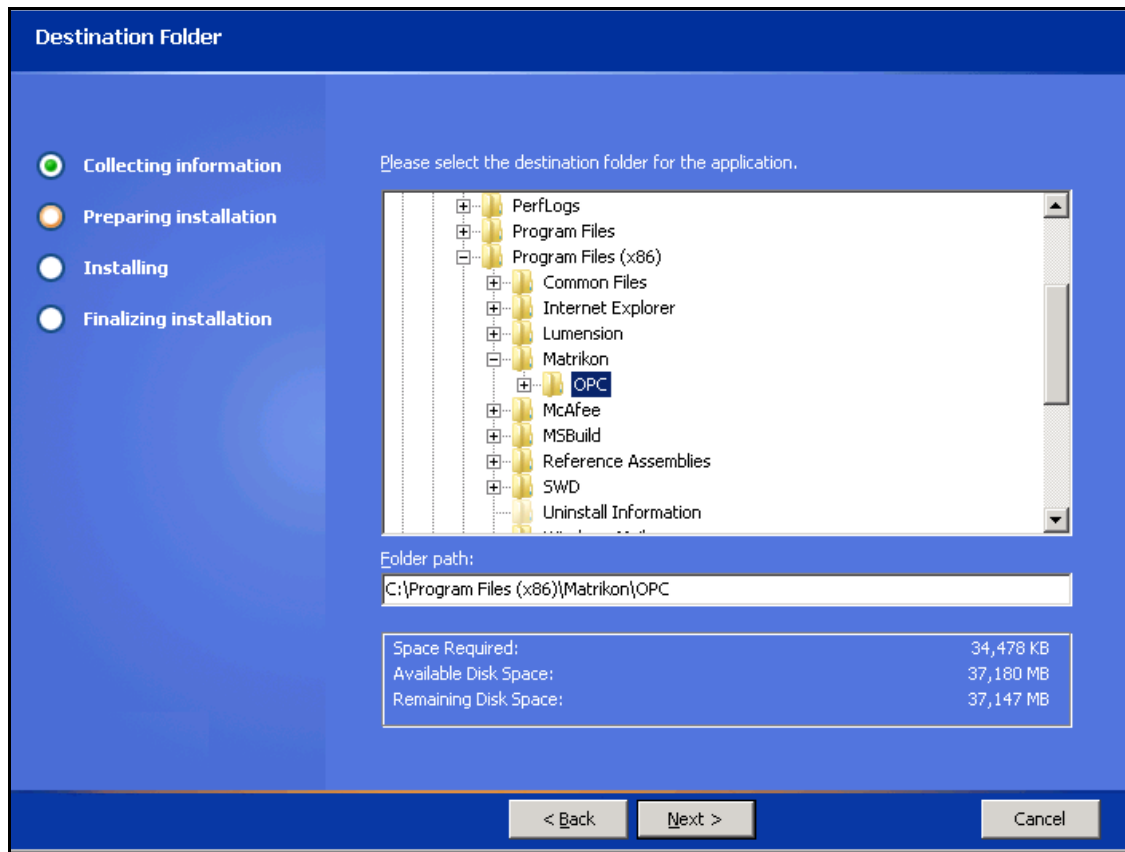 Destination Folder
Collecting information
Preparing installation
Installing
Finalizing installation
Please select the destination folder for the application.
PerfLogs
Program Files
Program Files (x86)
Common Files
Internet Explorer
Lumension
Matrikon
OPC
McAfee
MSBuild
Reference Assemblies
SWD
Uninstall Information
Folder path:
C:\Program Files (x86)\Matrikon\OPC
Space Required: 34,478 KB
Available Disk Space: 37,180 MB
Remaining Disk Space: 37,147 MB
< Back Next > Cancel